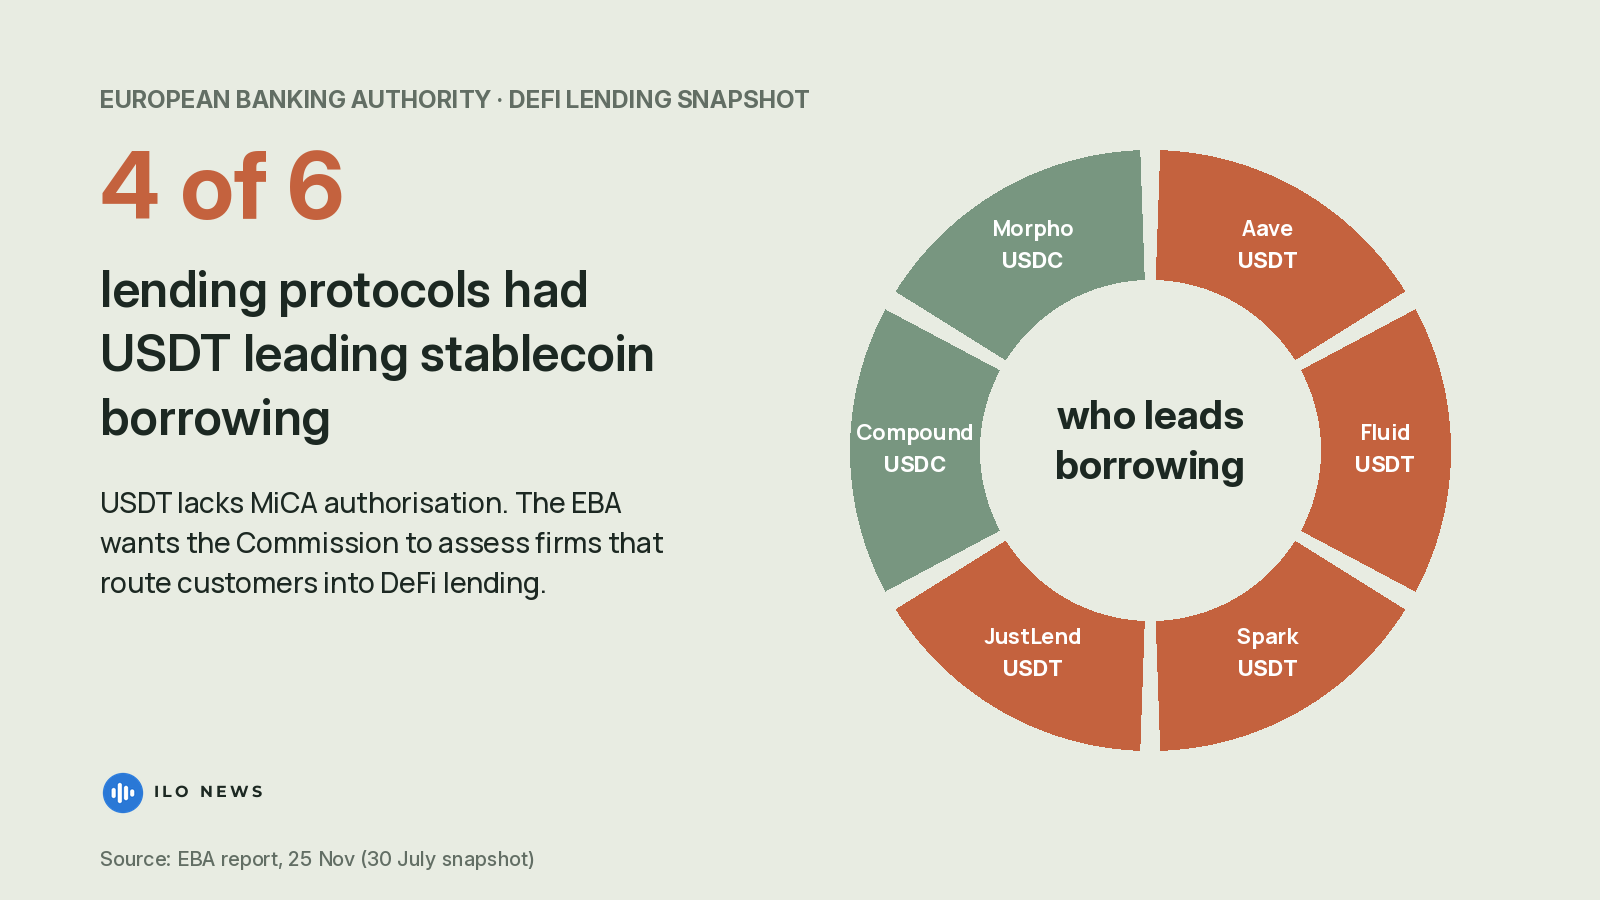 EUROPEAN BANKING AUTHORITY · DEFI LENDING SNAPSHOT
4 of 6
lending protocols had
USDT leading stablecoin
borrowing
USDT lacks MiCA authorisation. The EBA
wants the Commission to assess firms that
route customers into DeFi lending.
ILO NEWS
Source: EBA report, 25 Nov (30 July snapshot)
Morpho
USDC
Aave
USDT
Compound
USDC
who leads
borrowing
Fluid
USDT
JustLend
USDT
Spark
USDT